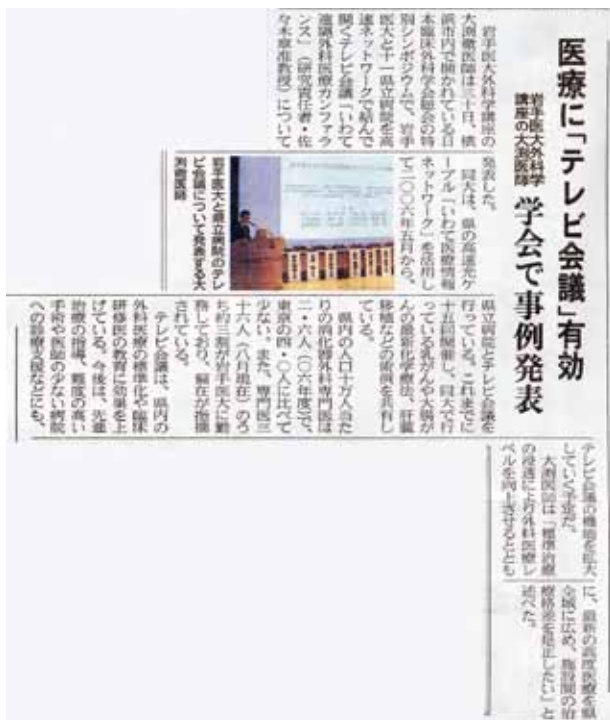 医療に「テレビ会議」有効
岩手医大外科学
講座の大渕医師
学会で事例発表
岩手医大外科学講座の
大渕徹医師は三十日、横
浜市内で開かれている日
本臨床外科学会総会の特
別シンポジウムで、岩手
医大と十一県立病院を高
速ネットワークで結んで
開くテレビ会議「いわて
遠隔外科医療カンファラ
ンス」（研究責任者・佐
々木章准教授）について
発表した。
同大は、県の高速光ケ
ーブル「いわて医療情報
ネットワーク」を活用し
て二〇〇六年五月から、
岩手医大と県立病院のテレ
ビ会議について発表する大
渕徹医師
県立病院とテレビ会議を
行っている。これまでに
十五回開催し、同大で行
っている乳がんや大腸が
んの最新化学療法、肝臓
移植などの術例を共有し
ている。
県内の人口十万人当た
りの消化器外科専門医は
二・六人（〇六年度）で、
東京の四・〇人に比べて
少ない。また、専門医三
十六人（八月現在）のう
ち約三割が岩手医大に勤
務しており、偏在が指摘
されている。
テレビ会議は、県内の
外科医療の標準化や臨床
研修医の教育に効果を上
げている。今後は、先進
治療の指導、難度の高い
手術や医師の少ない病院
への診療支援などにも、
テレビ会議の機能を拡大
していく予定だ。
大渕医師は「標準治療
の浸透により外科医療レ
ベルを向上させるととも
に、最新の高度医療を県
全域に広め、施設間の治
療格差を是正したい」と
述べた。